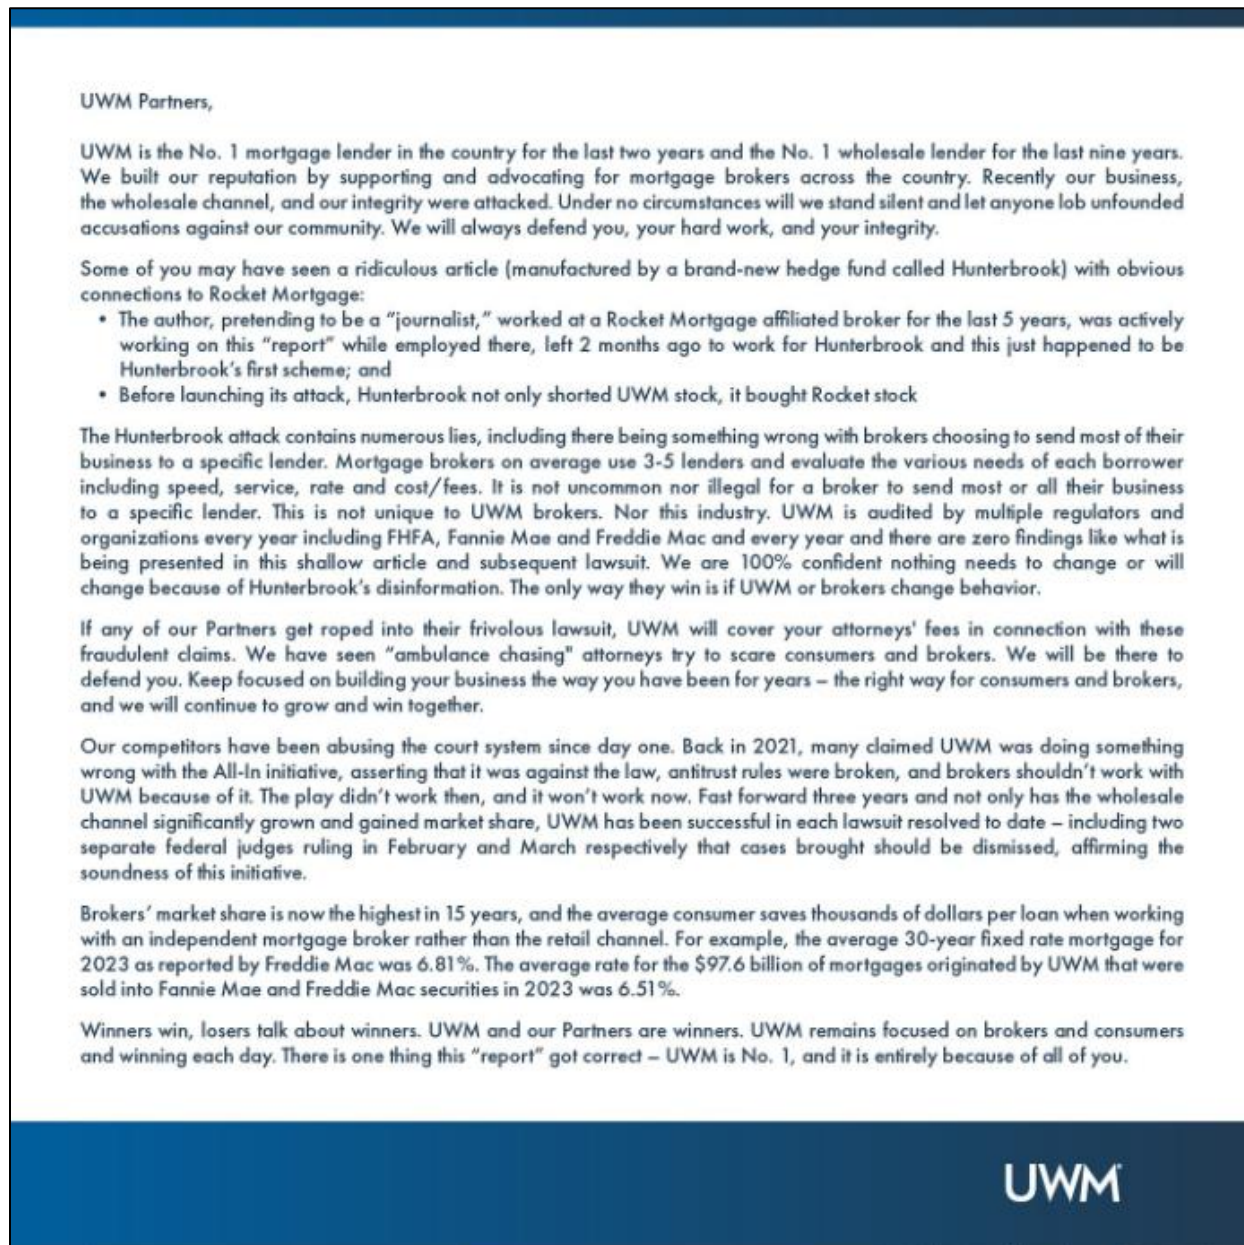 UWM Partners,
UWM is the No. 1 mortgage lender in the country for the last two years and the No. 1 wholesale lender for the last nine years.
We built our reputation by supporting and advocating for mortgage brokers across the country. Recently our business,
the wholesale channel, and our integrity were attacked. Under no circumstances will we stand silent and let anyone lob unfounded
accusations against our community. We will always defend you, your hard work, and your integrity.
Some of you may have seen a ridiculous article (manufactured by a brand-new hedge fund called Hunterbrook) with obvious
connections to Rocket Mortgage:
• The author, pretending to be a “journalist,” worked at a Rocket Mortgage affiliated broker for the last 5 years, was actively
working on this “report” while employed there, left 2 months ago to work for Hunterbrook and this just happened to be
Hunterbrook’s first scheme; and
• Before launching its attack, Hunterbrook not only shorted UWM stock, it bought Rocket stock
The Hunterbrook attack contains numerous lies, including there being something wrong with brokers choosing to send most of their
business to a specific lender. Mortgage brokers on average use 3-5 lenders and evaluate the various needs of each borrower
including speed, service, rate and cost/fees. It is not uncommon nor illegal for a broker to send most or all their business
to a specific lender. This is not unique to UWM brokers. Nor this industry. UWM is audited by multiple regulators and
organizations every year including FHFA, Fannie Mae and Freddie Mac and every year and there are zero findings like what is
being presented in this shallow article and subsequent lawsuit. We are 100% confident nothing needs to change or will
change because of Hunterbrook’s disinformation. The only way they win is if UWM or brokers change behavior.
If any of our Partners get roped into their frivolous lawsuit, UWM will cover your attorneys' fees in connection with these
fraudulent claims. We have seen “ambulance chasing" attorneys try to scare consumers and brokers. We will be there to
defend you. Keep focused on building your business the way you have been for years – the right way for consumers and brokers,
and we will continue to grow and win together.
Our competitors have been abusing the court system since day one. Back in 2021, many claimed UWM was doing something
wrong with the All-In initiative, asserting that it was against the law, antitrust rules were broken, and brokers shouldn’t work with
UWM because of it. The play didn’t work then, and it won’t work now. Fast forward three years and not only has the wholesale
channel significantly grown and gained market share, UWM has been successful in each lawsuit resolved to date – including two
separate federal judges ruling in February and March respectively that cases brought should be dismissed, affirming the
soundness of this initiative.
Brokers’ market share is now the highest in 15 years, and the average consumer saves thousands of dollars per loan when working
with an independent mortgage broker rather than the retail channel. For example, the average 30-year fixed rate mortgage for
2023 as reported by Freddie Mac was 6.81%. The average rate for the $97.6 billion of mortgages originated by UWM that were
sold into Fannie Mae and Freddie Mac securities in 2023 was 6.51%.
Winners win, losers talk about winners. UWM and our Partners are winners. UWM remains focused on brokers and consumers
and winning each day. There is one thing this “report” got correct – UWM is No. 1, and it is entirely because of all of you.
UWM